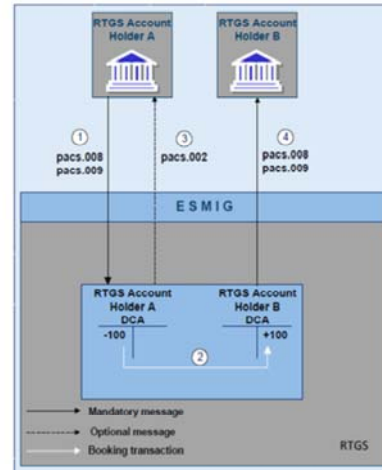 RTGS Account
Holder A
RTGS Account
Holder B
1
pacs.008
pacs.009
3
pacs.002
4
pacs.008
pacs.009
ESMIG
RTGS Account
Holder A
DCA
-100
RTGS Account
Holder B
DCA
+100
2
Mandatory message
Optional message
Booking transaction
RTGS